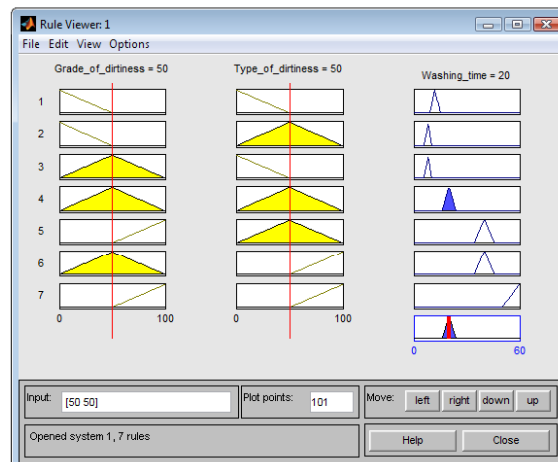 Rule Viewer: 1
File Edit View Options
Grade_of_dirtiness = 50 Type_of_dirtiness = 50 Washing_time = 20
1
2
3
4
5
6
7
0 100 0 100
0 60
Input: [50 50] Plot points: 101 Move: left right down up
Opened system 1, 7 rules Help Close